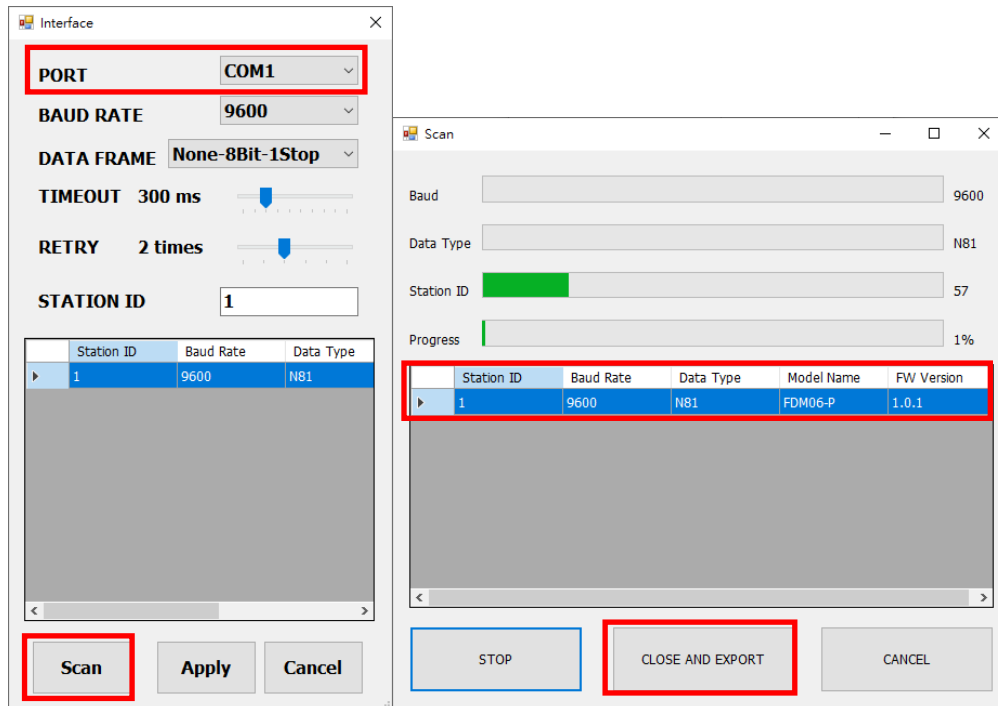 Interface
PORT COM1
BAUD RATE 9600
DATA FRAME None-8Bit-1Stop
TIMEOUT 300 ms
RETRY 2 times
STATION ID 1
Station ID Baud Rate Data Type
1 9600 N81
Scan Apply Cancel
Scan
Baud 9600
Data Type N81
Station ID 57
Progress 1%
Station ID Baud Rate Data Type Model Name FW Version
1 9600 N81 FDM06-P 1.0.1
STOP CLOSE AND EXPORT CANCEL